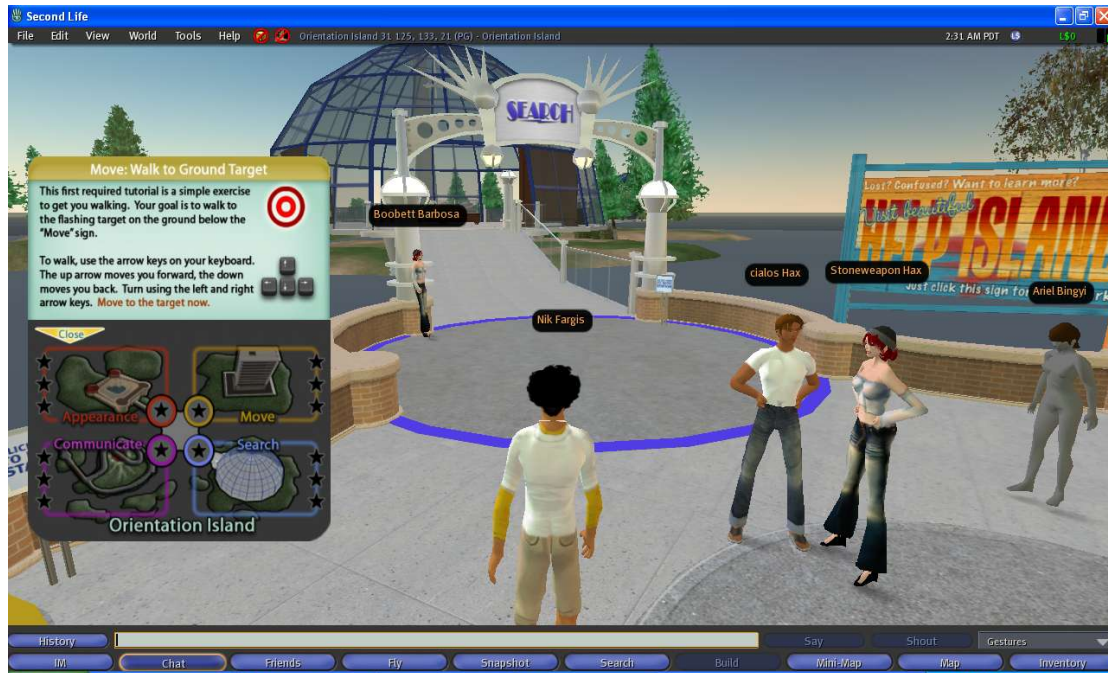 Second Life
File Edit View World Tools Help Orientation Island 31 125, 133, 21 (PG) - Orientation Island 2:31 AM PDT L$0
SEARCH
Move: Walk to Ground Target
This first required tutorial is a simple exercise
to get you walking. Your goal is to walk to
the flashing target on the ground below the
"Move" sign.
To walk, use the arrow keys on your keyboard.
The up arrow moves you forward, the down
moves you back. Turn using the left and right
arrow keys. Move to the target now.
Close
Appearance
Move
Communicate
Search
Orientation Island
Boobett Barbosa
Nik Fargis
cialos Hax
Stoneweapon Hax
Ariel Bingyi
Lost? Confused? Want to learn more?
Visit beautiful
HELP ISLAND
Just click this sign for
History Say Shout Gestures
IM Chat Friends Fly Snapshot Search Build Mini-Map Map Inventory